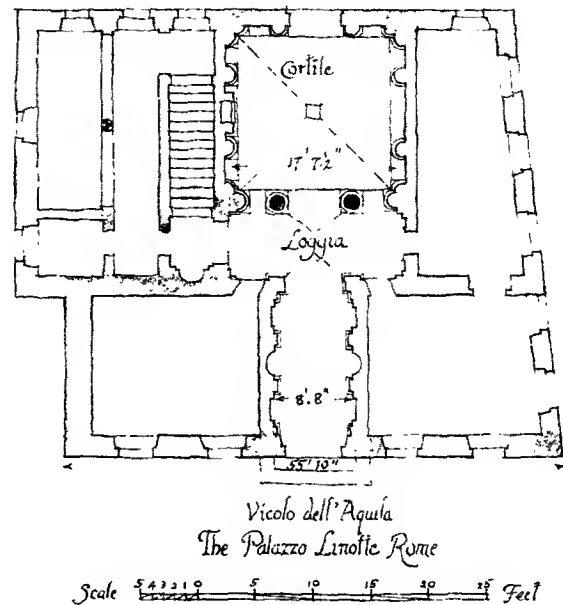 Cortile
17' 7½"
Loggia
8'.8"
55' 10"
Vicolo dell'Aquila
The Palazzo Linotte Rome
Scale 5 4 3 2 1 0 5 10 15 20 25 Feet